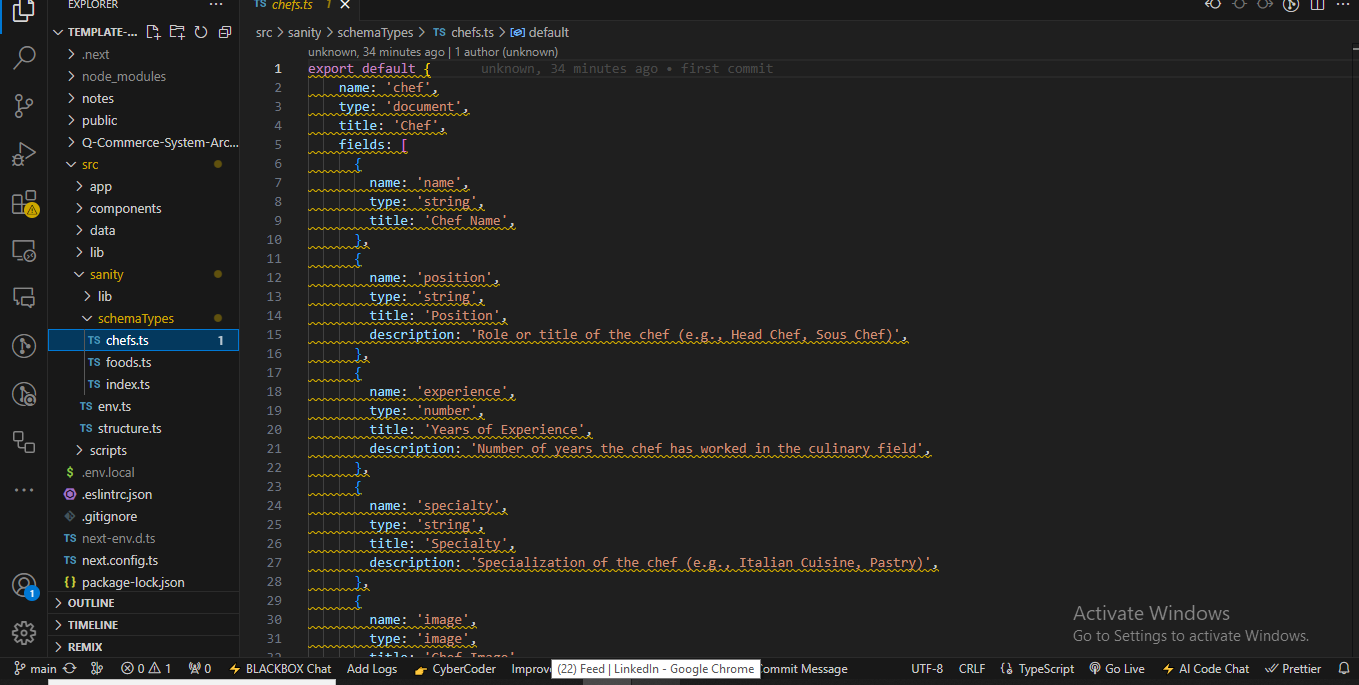 EXPLORER
TEMPLATE-...
.next
node_modules
notes
public
Q-Commerce-System-Arc...
src
app
components
data
lib
sanity
lib
schemaTypes
TS chefs.ts 1
TS foods.ts
TS index.ts
TS env.ts
TS structure.ts
scripts
$ .env.local
.eslintrc.json
.gitignore
TS next-env.d.ts
TS next.config.ts
{} package-lock.json
OUTLINE
TIMELINE
REMIX
1
TS chefs.ts 1
src > sanity > schemaTypes > TS chefs.ts > default
unknown, 34 minutes ago | 1 author (unknown)
1 export default { unknown, 34 minutes ago • first commit
2 name: 'chef',
3 type: 'document',
4 title: 'Chef',
5 fields: [
6 {
7 name: 'name',
8 type: 'string',
9 title: 'Chef Name',
10 },
11 {
12 name: 'position',
13 type: 'string',
14 title: 'Position',
15 description: 'Role or title of the chef (e.g., Head Chef, Sous Chef)',
16 },
17 {
18 name: 'experience',
19 type: 'number',
20 title: 'Years of Experience',
21 description: 'Number of years the chef has worked in the culinary field',
22 },
23 {
24 name: 'specialty',
25 type: 'string',
26 title: 'Specialty',
27 description: 'Specialization of the chef (e.g., Italian Cuisine, Pastry)',
28 },
29 {
30 name: 'image',
31 type: 'image',
32 title: 'Chef Image',
Activate Windows
Go to Settings to activate Windows.
main 0 1 0 BLACKBOX Chat Add Logs CyberCoder Improv (22) Feed | LinkedIn - Google Chrome ommit Message UTF-8 CRLF TypeScript Go Live AI Code Chat Prettier